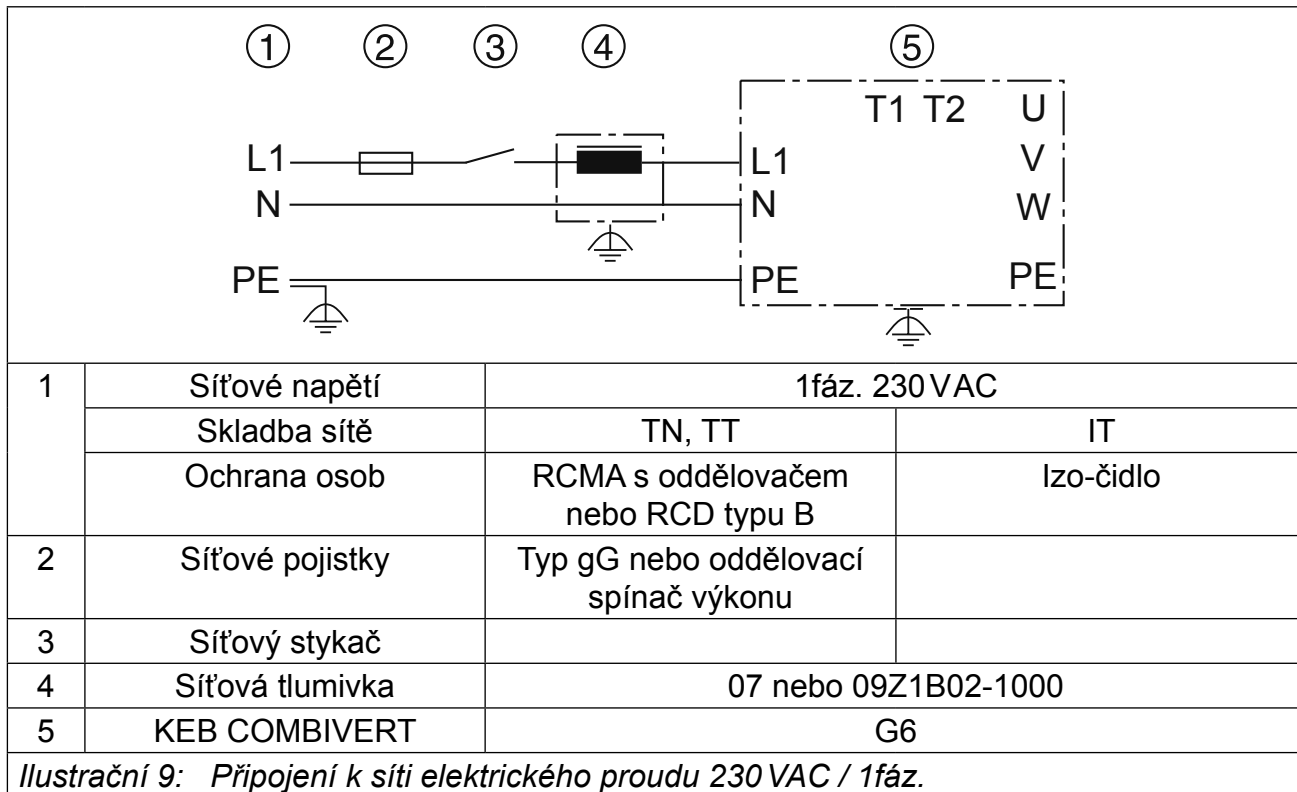 ① ② ③ ④ ⑤
T1 T2 U
L1 L1 V
N N W
PE PE PE
1 Síťové napětí 1fáz. 230 VAC
Skladba sítě TN, TT IT
Ochrana osob RCMA s oddělovačem Izo-čidlo
nebo RCD typu B
2 Síťové pojistky Typ gG nebo oddělovací
spínač výkonu
3 Síťový stykač
4 Síťová tlumivka 07 nebo 09Z1B02-1000
5 KEB COMBIVERT G6
Ilustrační 9: Připojení k síti elektrického proudu 230 VAC / 1fáz.